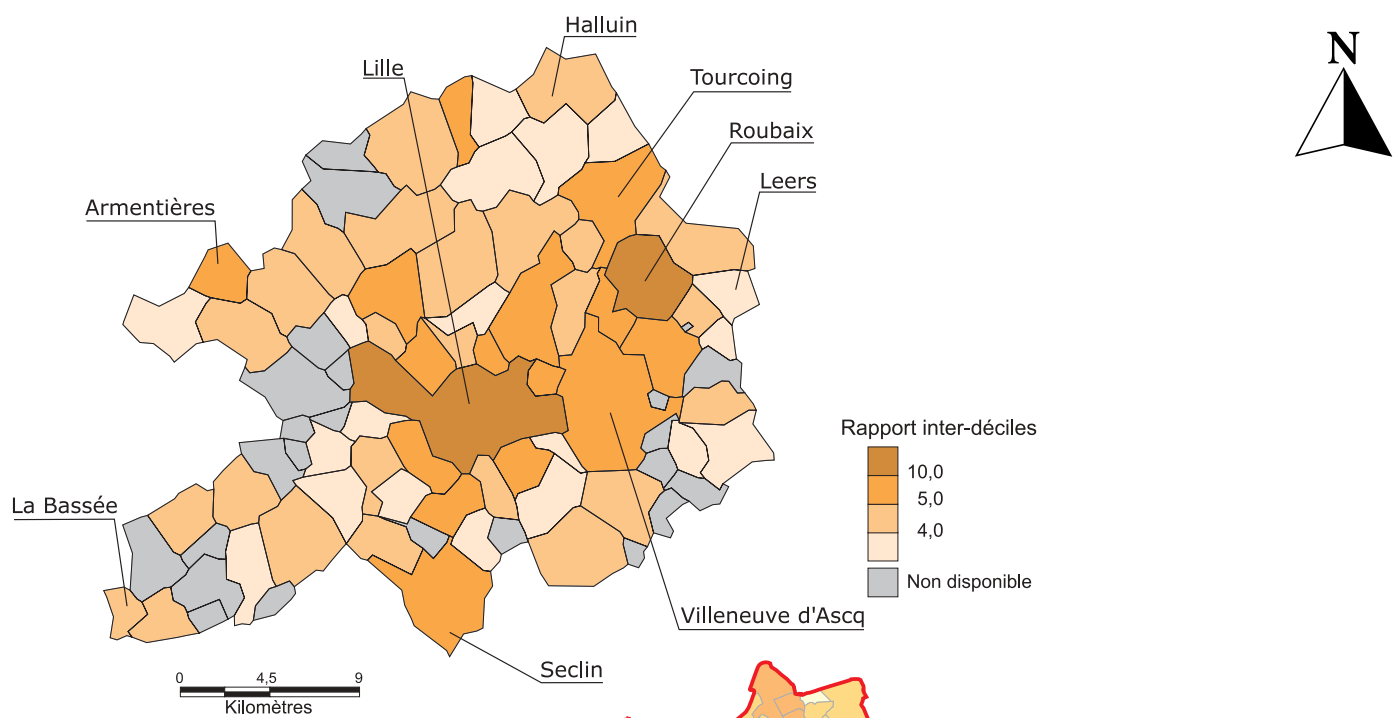 Halluin
N
Lille
Tourcoing
Roubaix
Leers
Armentières
Rapport inter-déciles
10,0
5,0
4,0
Non disponible
La Bassée
Villeneuve d'Ascq
Seclin
0 4,5 9
Kilomètres